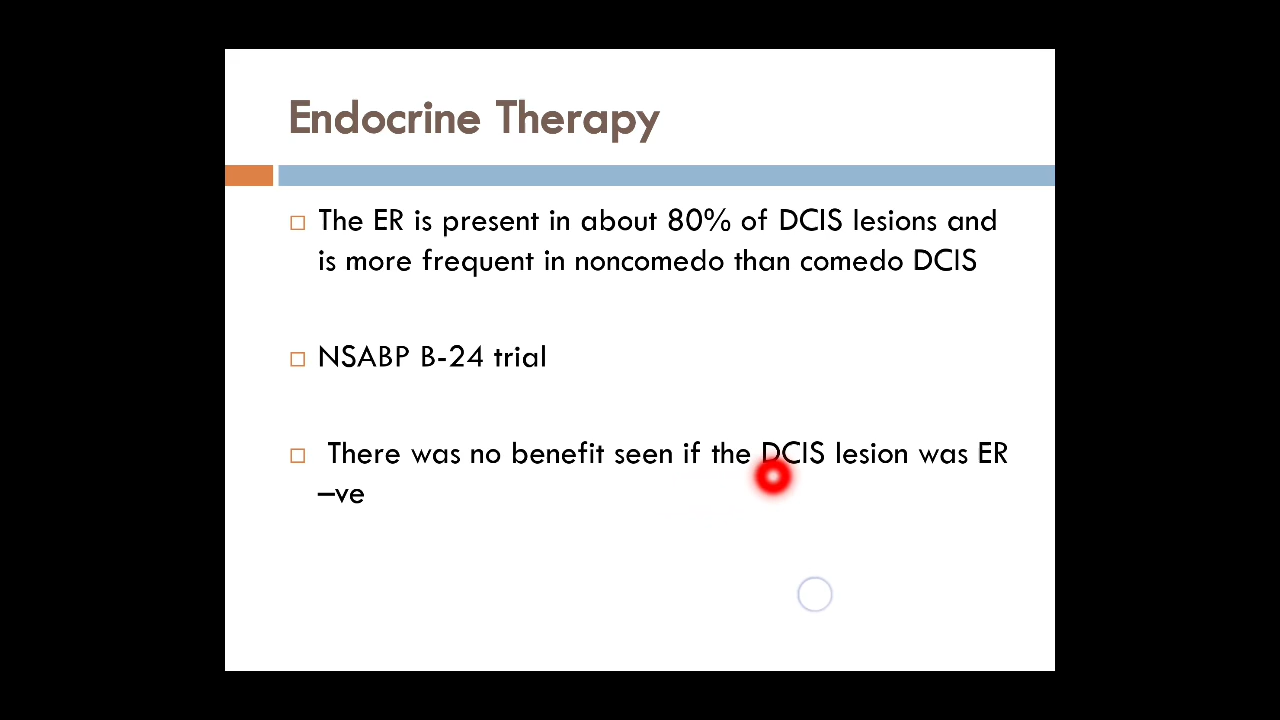 Endocrine Therapy
The ER is present in about 80% of DCIS lesions and
is more frequent in noncomedo than comedo DCIS
NSABP B-24 trial
There was no benefit seen if the DCIS lesion was ER
–ve